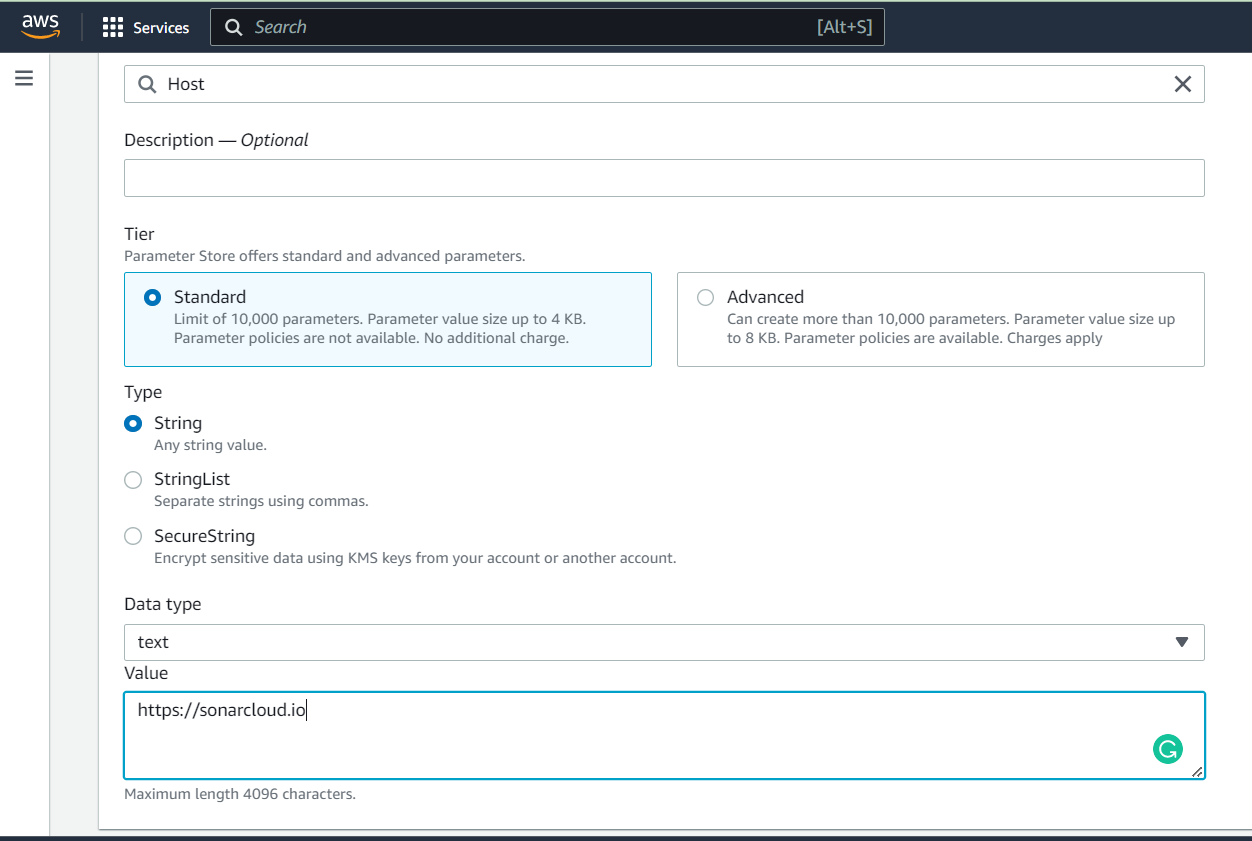 aws
Services
Search [Alt+S]
Host
Description — Optional
Tier
Parameter Store offers standard and advanced parameters.
Standard
Limit of 10,000 parameters. Parameter value size up to 4 KB.
Parameter policies are not available. No additional charge.
Advanced
Can create more than 10,000 parameters. Parameter value size up
to 8 KB. Parameter policies are available. Charges apply
Type
String
Any string value.
StringList
Separate strings using commas.
SecureString
Encrypt sensitive data using KMS keys from your account or another account.
Data type
text
Value
https://sonarcloud.io
Maximum length 4096 characters.